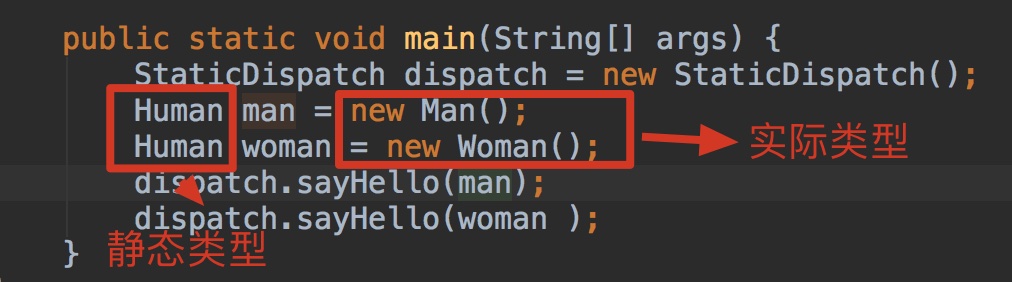 public static void main(String[] args) {
StaticDispatch dispatch = new StaticDispatch();
Human man = new Man();
Human woman = new Woman();
实际类型
dispatch.sayHello(man);
dispatch.sayHello(woman );
}
静态类型